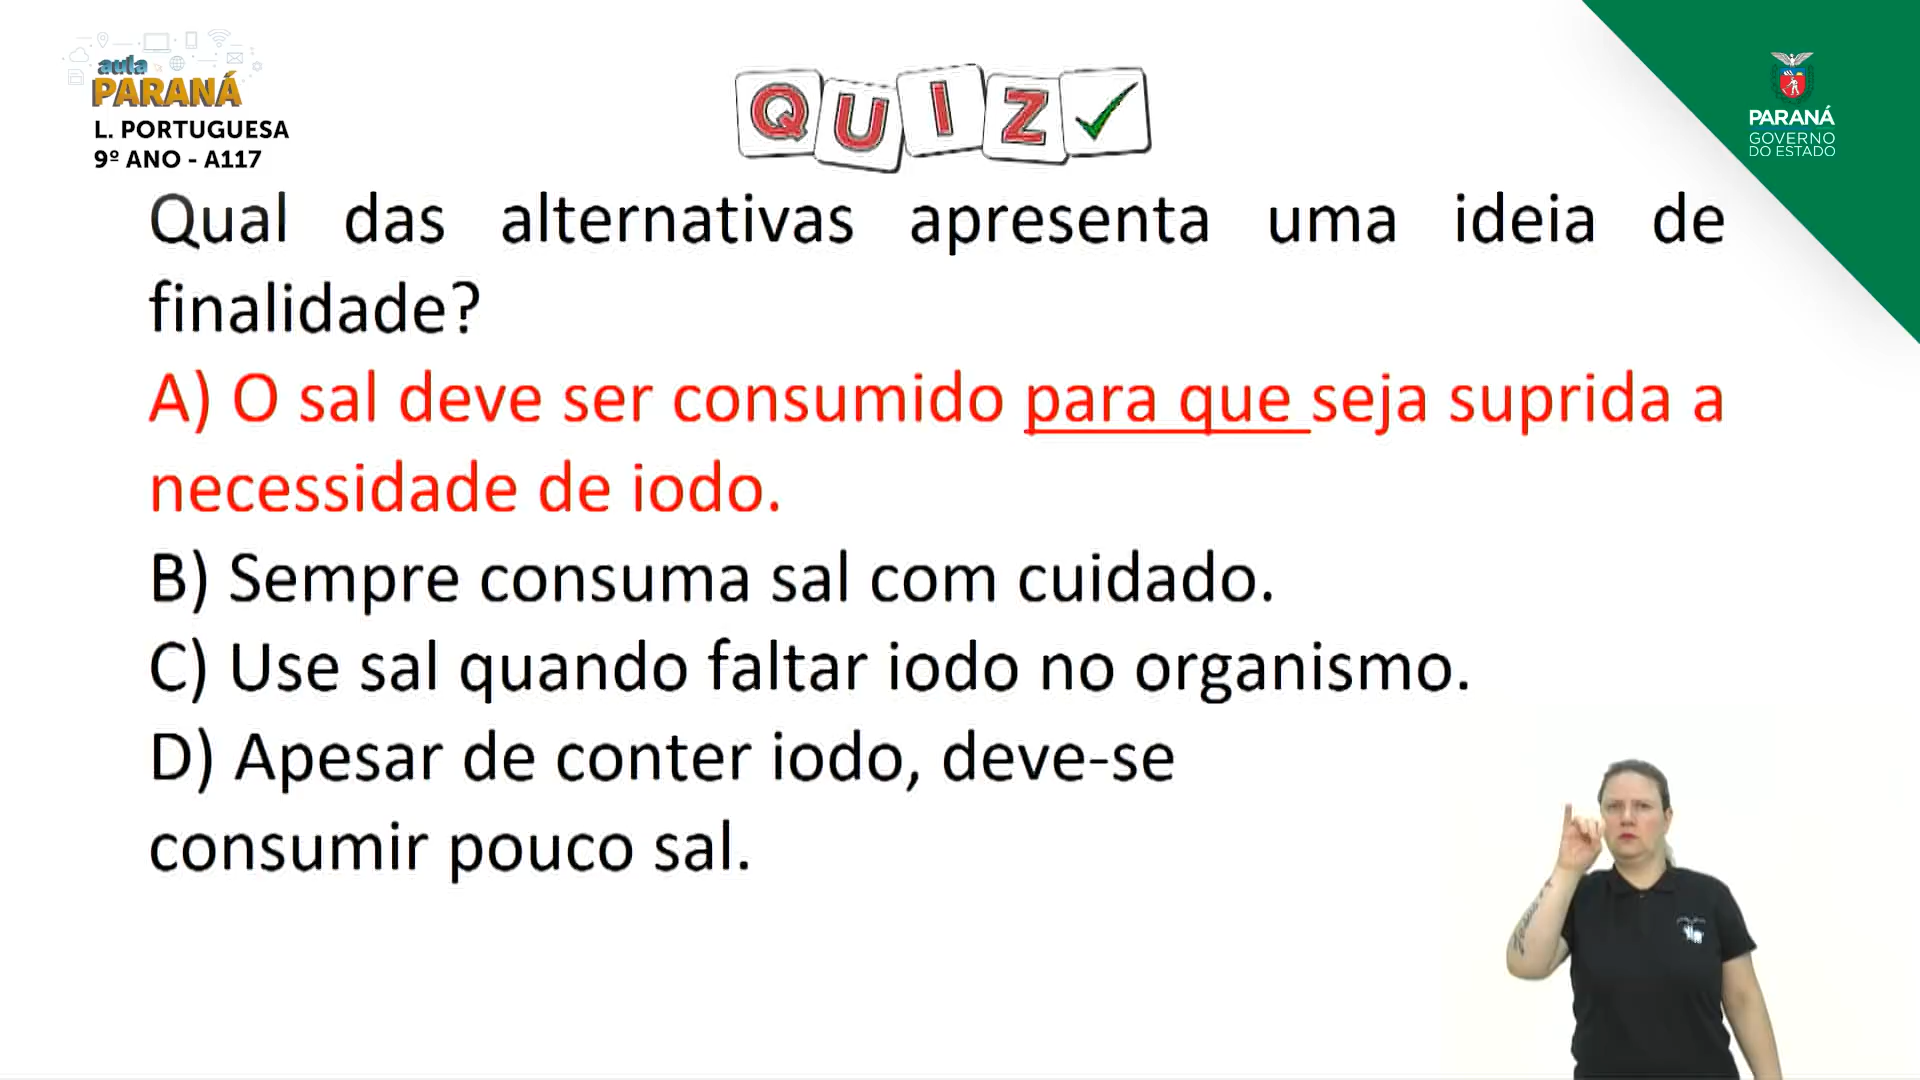 aula
PARANÁ
L. PORTUGUESA
9º ANO - A117
QUIZ
PARANÁ
GOVERNO
DO ESTADO
Qual das alternativas apresenta uma ideia de
finalidade?
A) O sal deve ser consumido para que seja suprida a
necessidade de iodo.
B) Sempre consuma sal com cuidado.
C) Use sal quando faltar iodo no organismo.
D) Apesar de conter iodo, deve-se
consumir pouco sal.